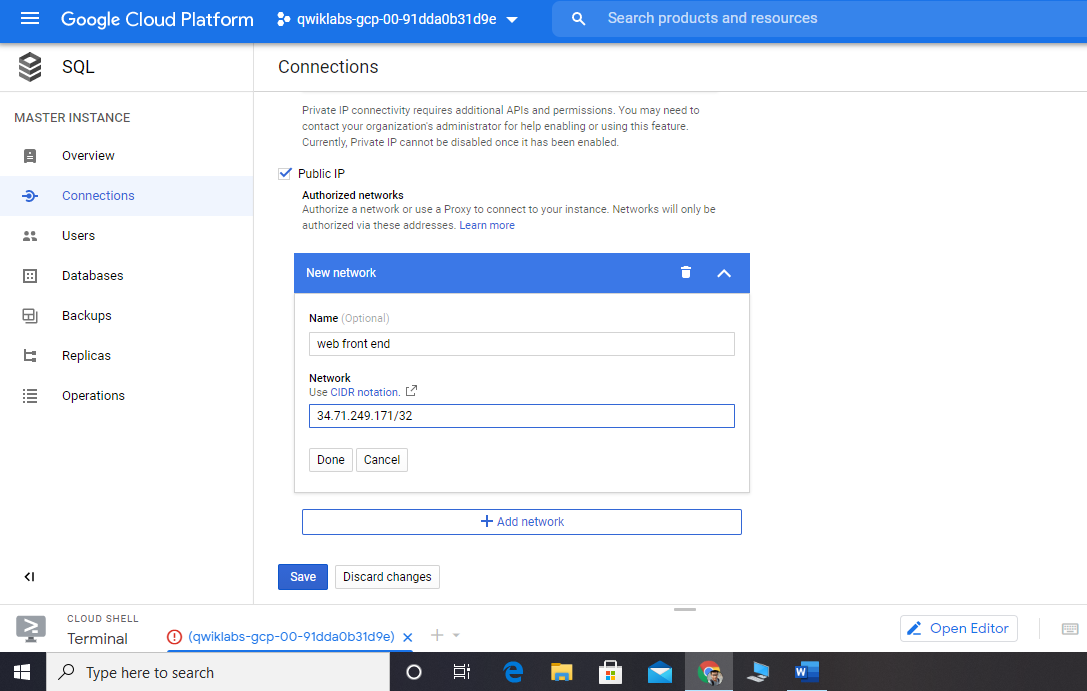 Google Cloud Platform
qwiklabs-gcp-00-91dda0b31d9e
Search products and resources
SQL
Connections
MASTER INSTANCE
Overview
Connections
Users
Databases
Backups
Replicas
Operations
Private IP connectivity requires additional APIs and permissions. You may need to
contact your organization's administrator for help enabling or using this feature.
Currently, Private IP cannot be disabled once it has been enabled.
Public IP
Authorized networks
Authorize a network or use a Proxy to connect to your instance. Networks will only be
authorized via these addresses. Learn more
New network
Name (Optional)
web front end
Network
Use CIDR notation.
34.71.249.171/32
Done Cancel
+ Add network
Save Discard changes
CLOUD SHELL
Terminal
(qwiklabs-gcp-00-91dda0b31d9e)
Open Editor
Type here to search